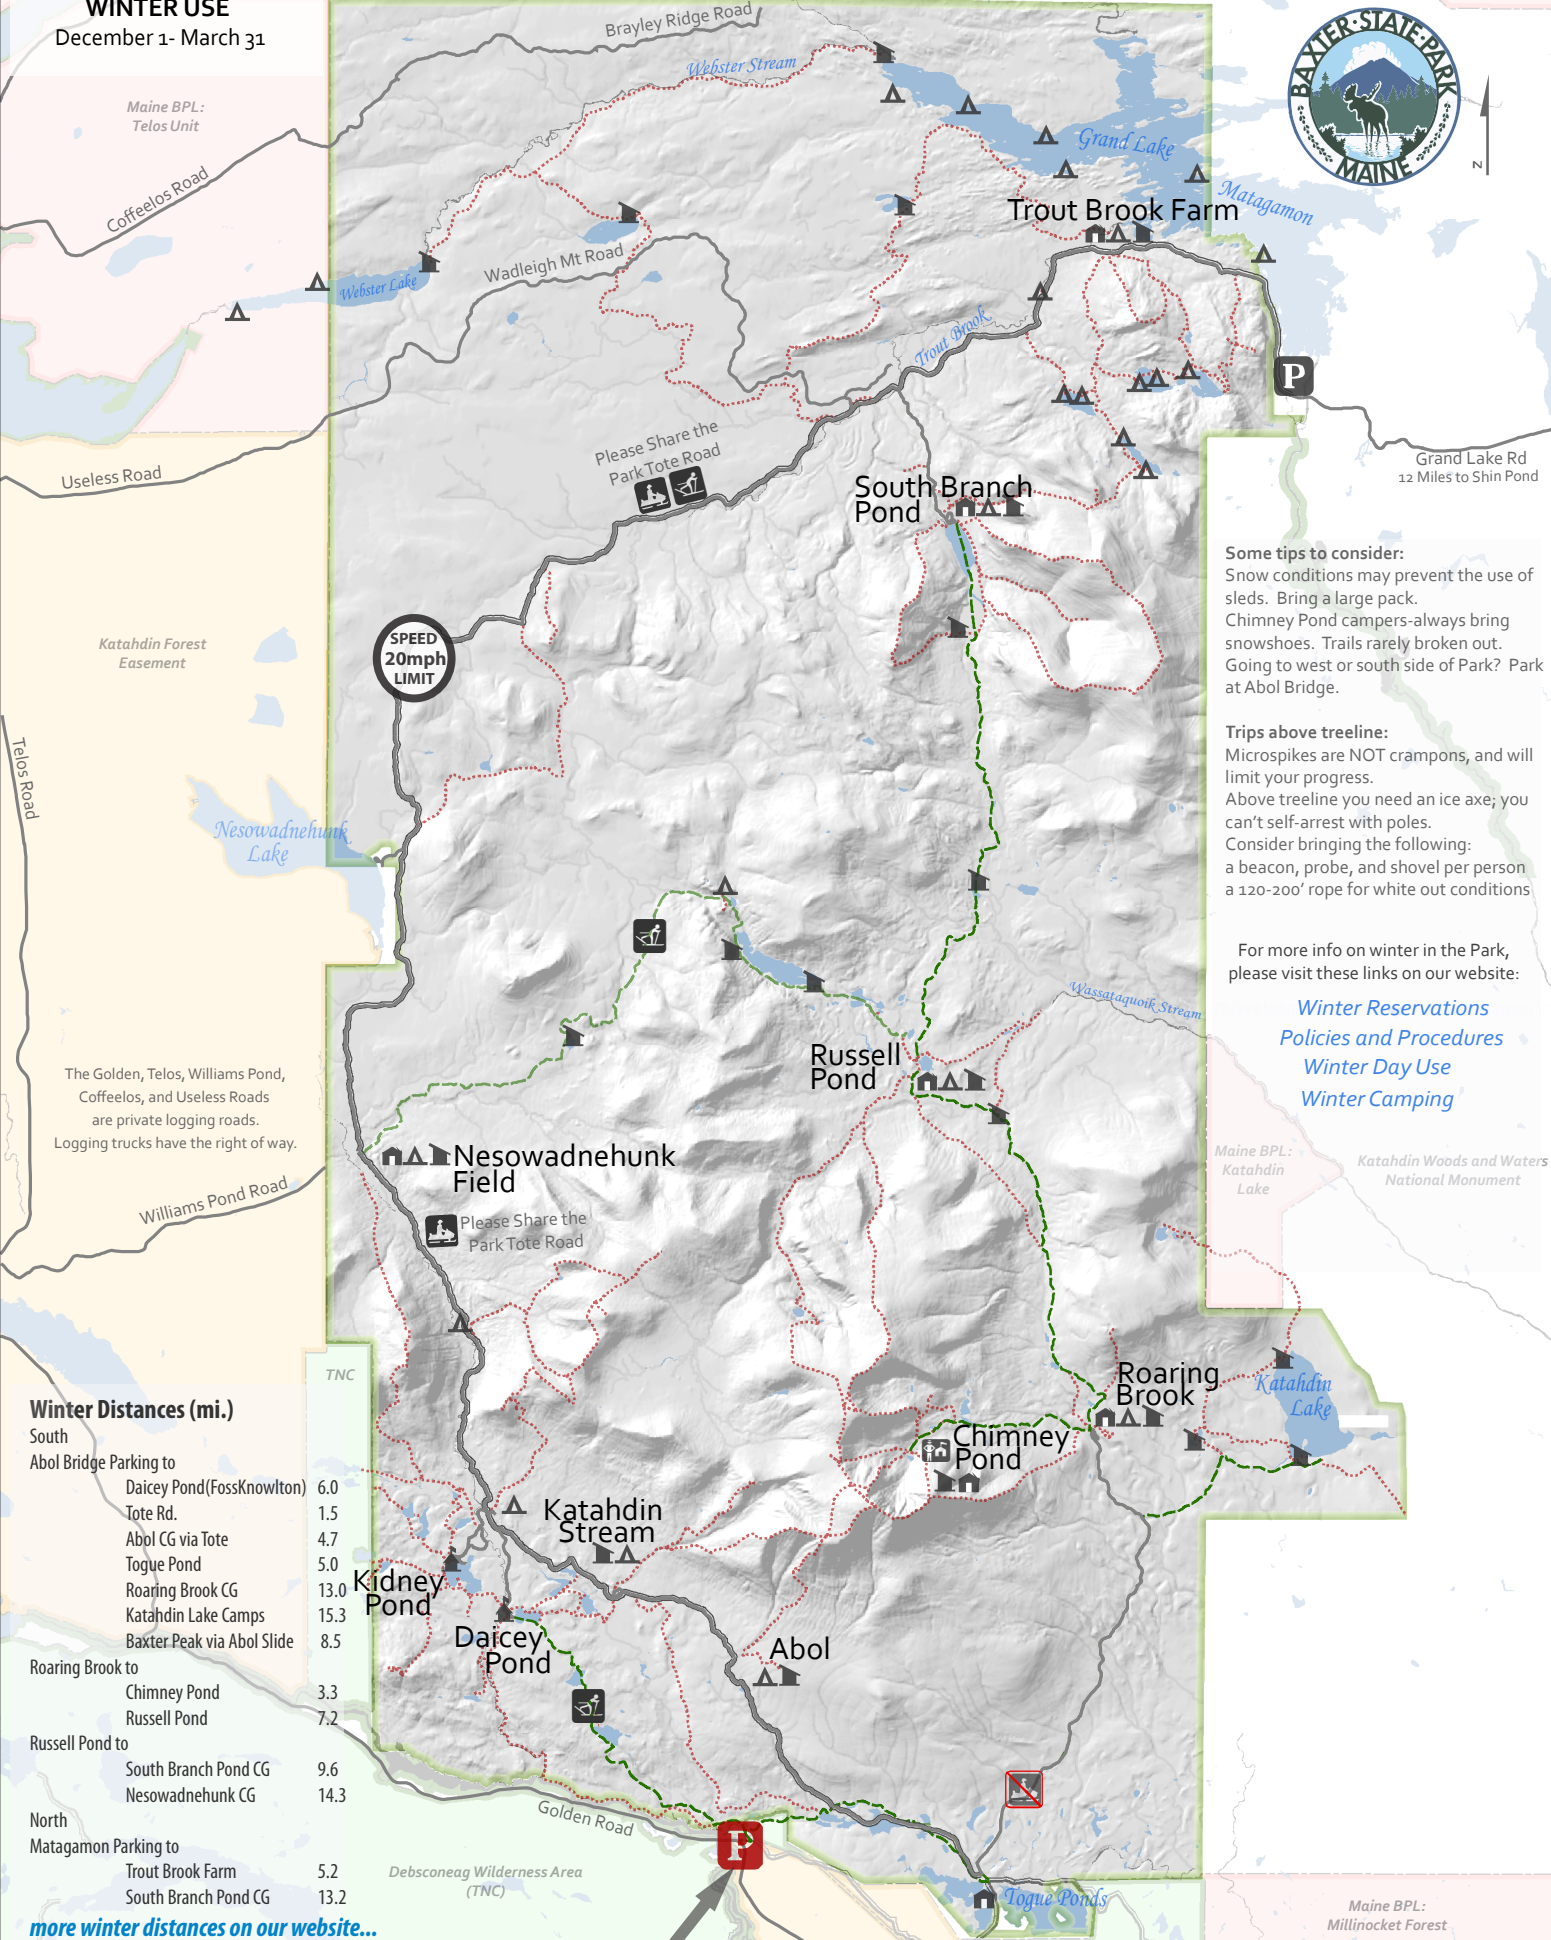 WINTER USE
December 1- March 31
Brayley Ridge Road
Webster Stream
BAXTER·STATE·PARK
MAINE
N
Maine BPL:
Telos Unit
Coffeelos Road
Grand Lake
Matagamon
Trout Brook Farm
Wadleigh Mt Road
Webster Lake
Trout Brook
P
Grand Lake Rd
12 Miles to Shin Pond
Please Share the
Park Tote Road
Useless Road
South Branch
Pond
Some tips to consider:
Snow conditions may prevent the use of
sleds. Bring a large pack.
Chimney Pond campers-always bring
snowshoes. Trails rarely broken out.
Going to west or south side of Park? Park
at Abol Bridge.
Trips above treeline:
Microspikes are NOT crampons, and will
limit your progress.
Above treeline you need an ice axe; you
can't self-arrest with poles.
Consider bringing the following:
a beacon, probe, and shovel per person
a 120-200' rope for white out conditions
For more info on winter in the Park,
please visit these links on our website:
Winter Reservations
Policies and Procedures
Winter Day Use
Winter Camping
Katahdin Forest
Easement
SPEED
20mph
LIMIT
Telos Road
Nesowadnehunk
Lake
Wassataquoik Stream
Russell
Pond
The Golden, Telos, Williams Pond,
Coffeelos, and Useless Roads
are private logging roads.
Logging trucks have the right of way.
Nesowadnehunk
Field
Maine BPL:
Katahdin
Lake
Katahdin Woods and Waters
National Monument
Williams Pond Road
Please Share the
Park Tote Road
TNC
Roaring
Brook
Katahdin
Lake
Chimney
Pond
Katahdin
Stream
Kidney
Pond
Daicey
Pond
Abol
Winter Distances (mi.)
South
Abol Bridge Parking to
Daicey Pond(FossKnowlton) 6.0
Tote Rd. 1.5
Abol CG via Tote 4.7
Togue Pond 5.0
Roaring Brook CG 13.0
Katahdin Lake Camps 15.3
Baxter Peak via Abol Slide 8.5
Roaring Brook to
Chimney Pond 3.3
Russell Pond 7.2
Russell Pond to
South Branch Pond CG 9.6
Nesowadnehunk CG 14.3
North
Matagamon Parking to
Trout Brook Farm 5.2
South Branch Pond CG 13.2
more winter distances on our website...
Golden Road
P
Debsconeag Wilderness Area
(TNC)
Togue Ponds
Maine BPL:
Millinocket Forest